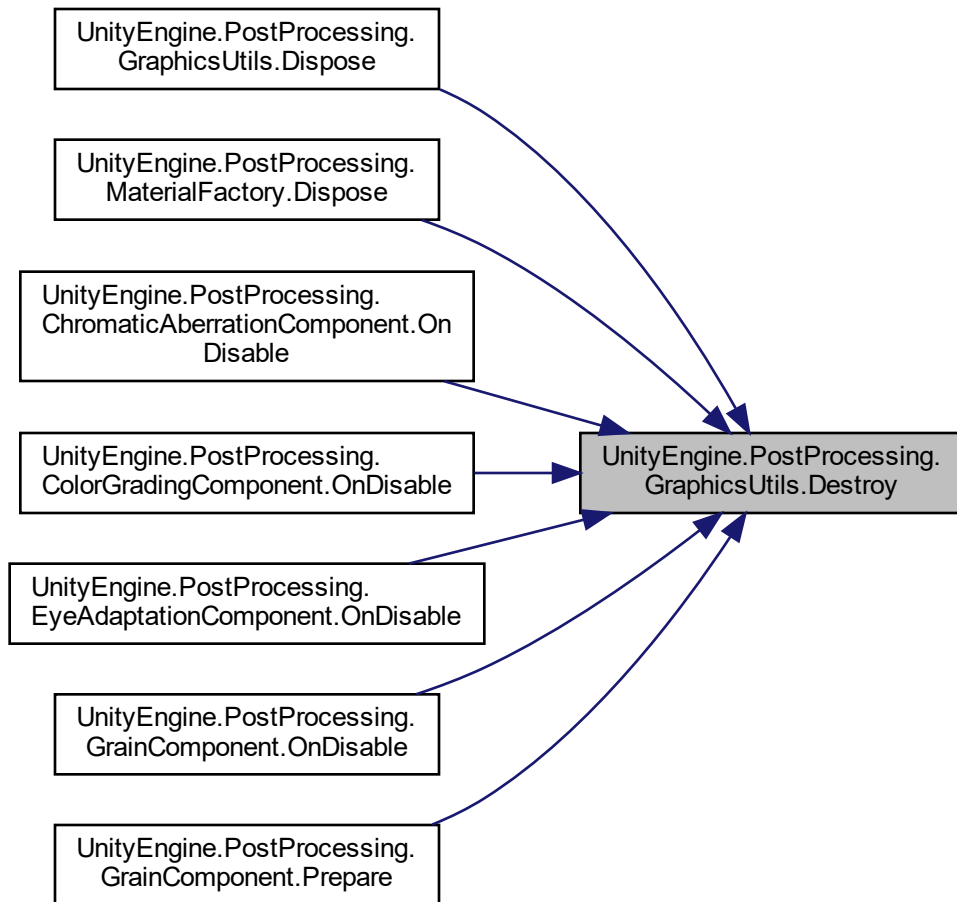 UnityEngine.PostProcessing.
GraphicsUtils.Dispose
UnityEngine.PostProcessing.
MaterialFactory.Dispose
UnityEngine.PostProcessing.
ChromaticAberrationComponent.On
Disable
UnityEngine.PostProcessing.
ColorGradingComponent.OnDisable
UnityEngine.PostProcessing.
GraphicsUtils.Destroy
UnityEngine.PostProcessing.
EyeAdaptationComponent.OnDisable
UnityEngine.PostProcessing.
GrainComponent.OnDisable
UnityEngine.PostProcessing.
GrainComponent.Prepare